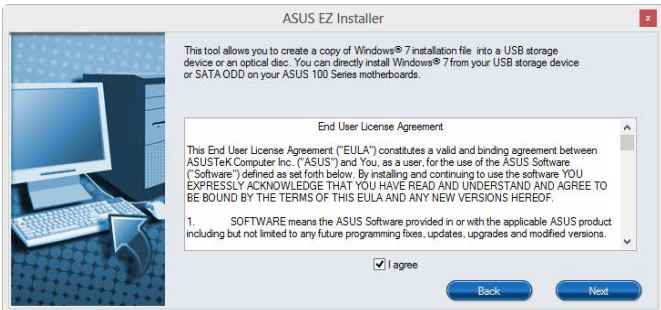 ASUS EZ Installer
x
This tool allows you to create a copy of Windows® 7 installation file into a USB storage
device or an optical disc. You can directly install Windows® 7 from your USB storage device
or SATA ODD on your ASUS 100 Series motherboards.
End User License Agreement
This End User License Agreement ("EULA") constitutes a valid and binding agreement between
ASUSTeK Computer Inc. ("ASUS") and You, as a user, for the use of the ASUS Software
("Software") defined as set forth below. By installing and continuing to use the software YOU
EXPRESSLY ACKNOWLEDGE THAT YOU HAVE READ AND UNDERSTAND AND AGREE TO
BE BOUND BY THE TERMS OF THIS EULA AND ANY NEW VERSIONS HEREOF.
1. SOFTWARE means the ASUS Software provided in or with the applicable ASUS product
including but not limited to any future programming fixes, updates, upgrades and modified versions.
I agree
Back Next